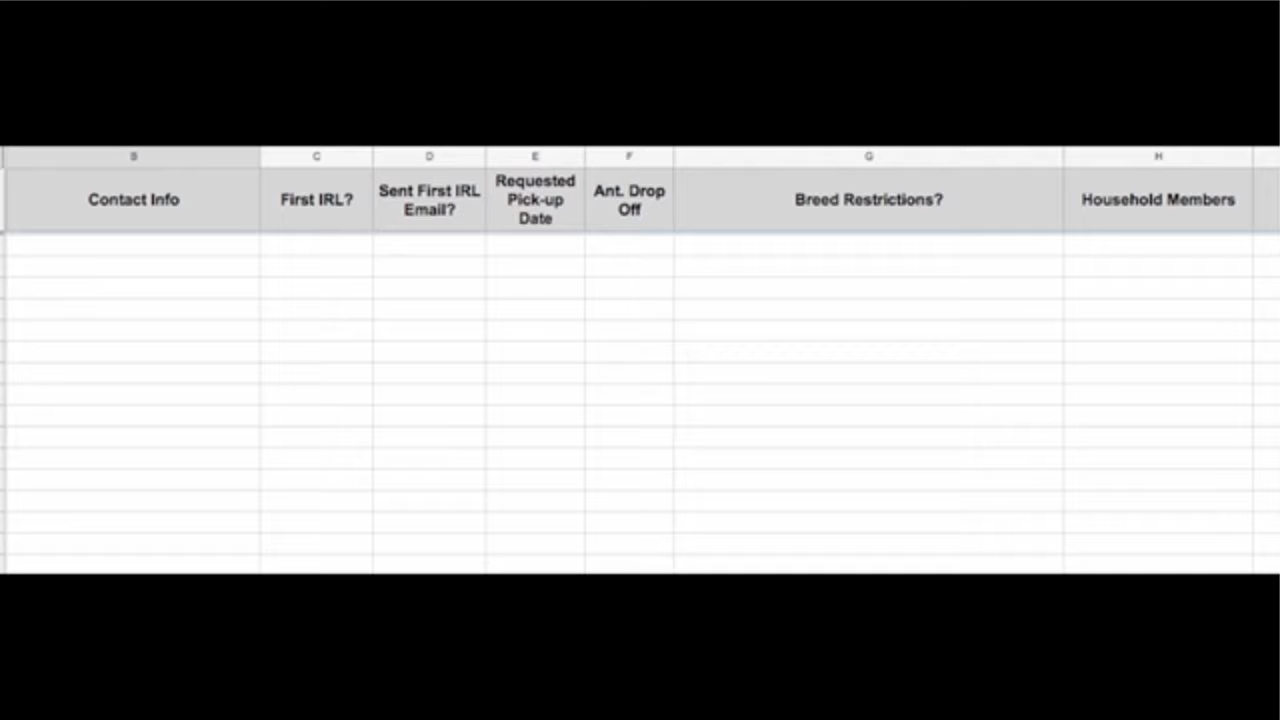 B C D E F G H
Contact Info
First IRL?
Sent First IRL
Email?
Requested
Pick-up
Date
Ant. Drop
Off
Breed Restrictions?
Household Members